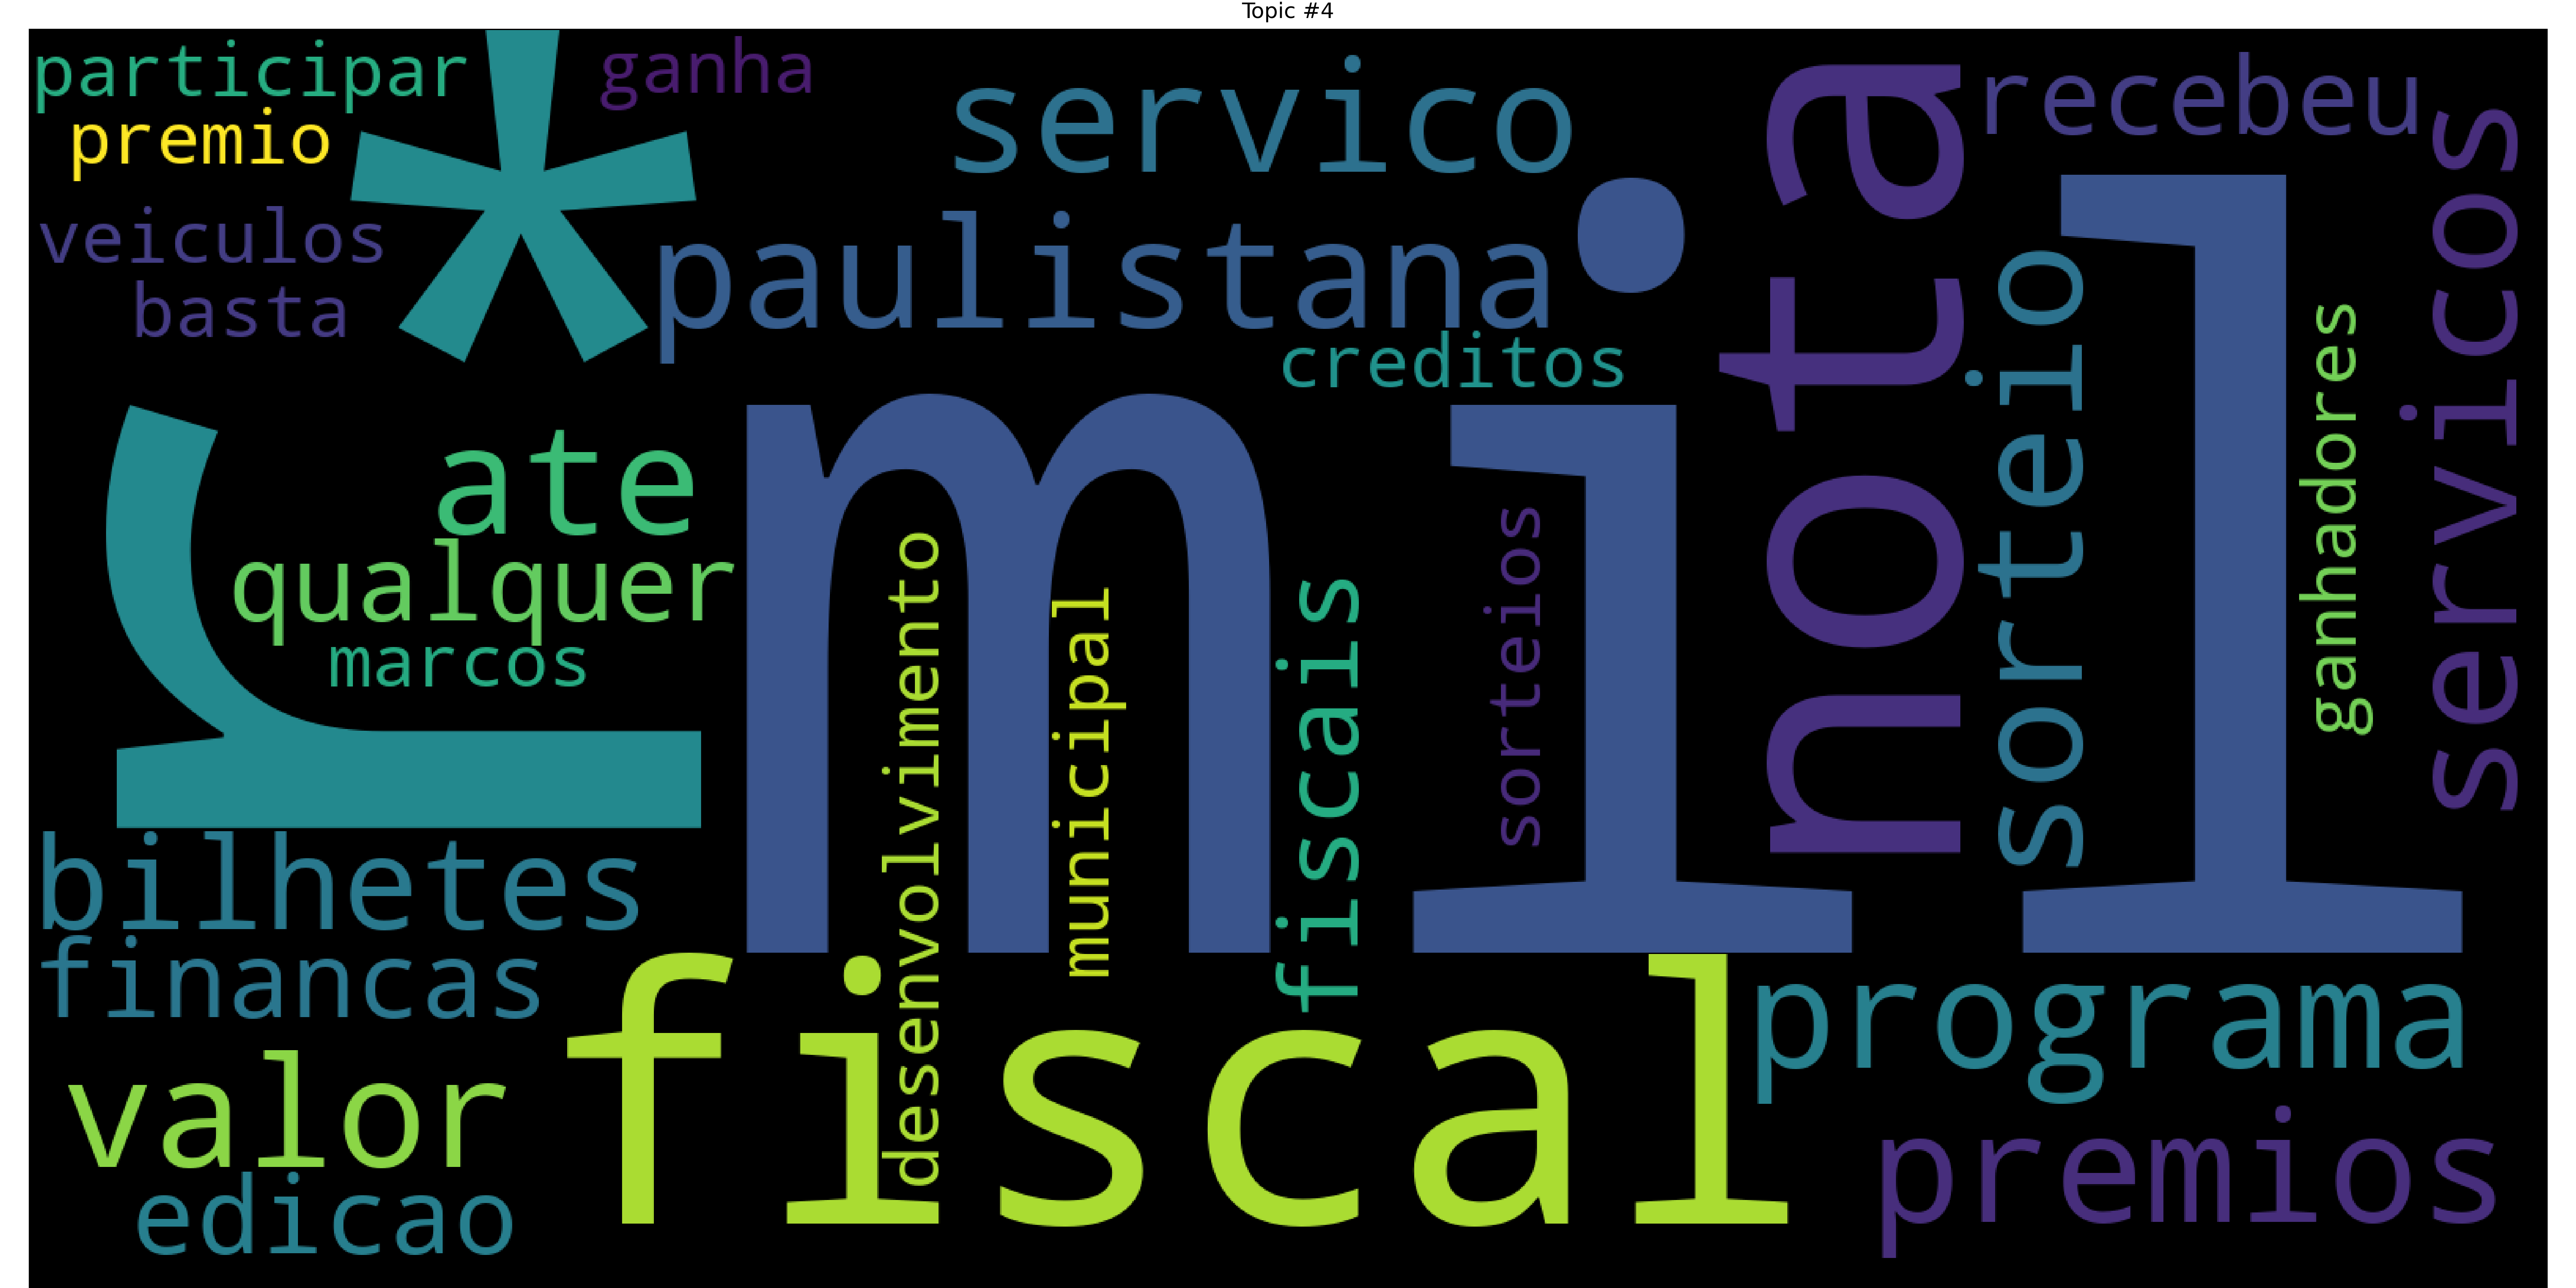 Topic #4
participar
ganha
premio
servico
recebeu
veiculos
paulistana
basta
creditos
r*
ate
qualquer
marcos
mil
nota
sorteio
servicos
ganhadores
desenvolvimento
municipal
fiscais
sorteios
bilhetes
financas
fiscal
programa
valor
premios
edicao